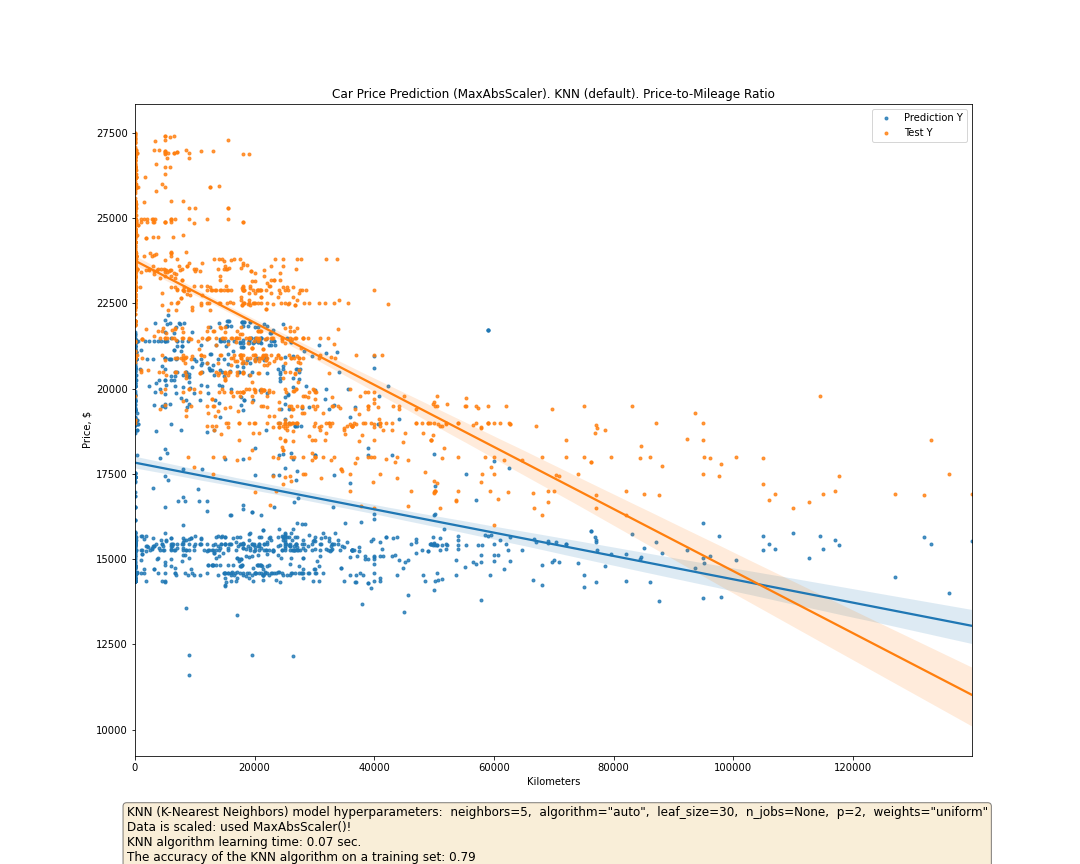 Car Price Prediction (MaxAbsScaler). KNN (default). Price-to-Mileage Ratio
Prediction Y
Test Y
27500
25000
22500
20000
17500
15000
12500
10000
Price, $
0 20000 40000 60000 80000 100000 120000
Kilometers
KNN (K-Nearest Neighbors) model hyperparameters: neighbors=5, algorithm="auto", leaf_size=30, n_jobs=None, p=2, weights="uniform"
Data is scaled: used MaxAbsScaler()!
KNN algorithm learning time: 0.07 sec.
The accuracy of the KNN algorithm on a training set: 0.79